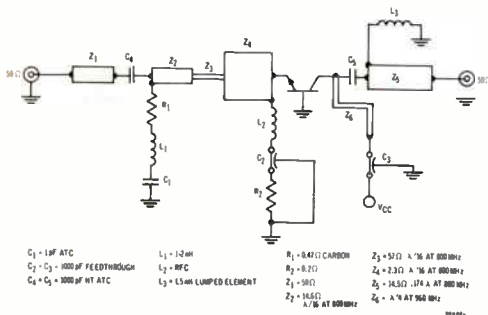 Z1
C4
Z2
Z3
Z4
L3
C5
Z5
50 Ω
50 Ω
R1
L1
C1
L2
C2
R2
Z6
C3
VCC
C1 = 1 pF ATC
C2 = C3 = 1000 pF FEEDTHROUGH
C4 = C5 = 1000 pF HT ATC
L1 = 1-2 nH
L2 = RFC
L3 = 1.5 nH LUMPED ELEMENT
R1 = 0.47 Ω CARBON
R2 = 0.2 Ω
Z1 = 50 Ω
Z2 = 14.6 Ω
λ/16 AT 800 MHz
Z3 = 57 Ω λ/16 AT 800 MHz
Z4 = 2.3 Ω λ/16 AT 800 MHz
Z5 = 14.5 Ω .174 λ AT 800 MHz
Z6 = λ/4 AT 960 MHz